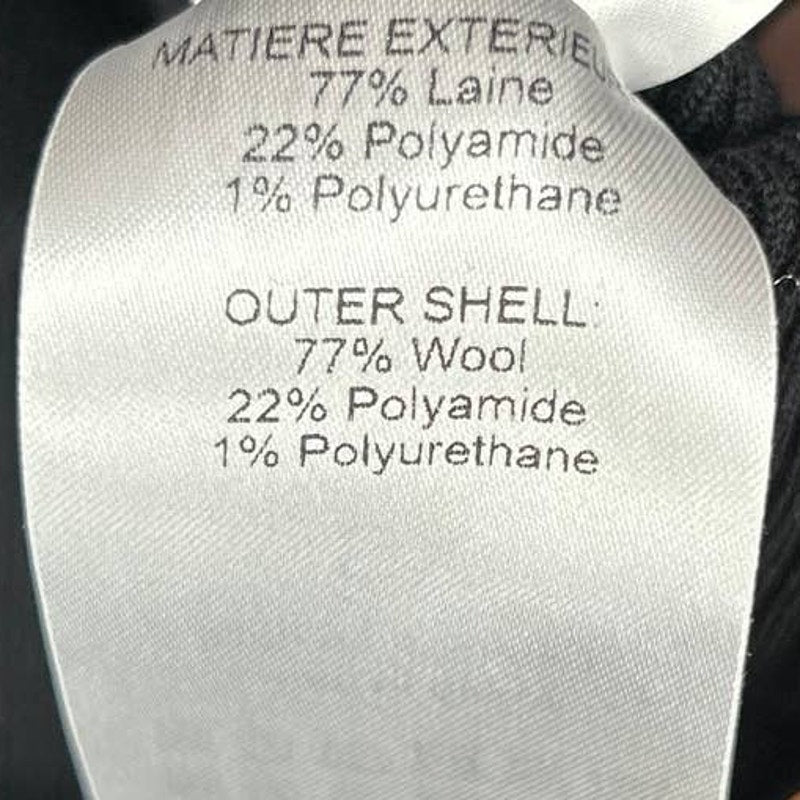 MATIERE EXTERIEU
77% Laine
22% Polyamide
1% Polyurethane
OUTER SHELL:
77% Wool
22% Polyamide
1% Polyurethane